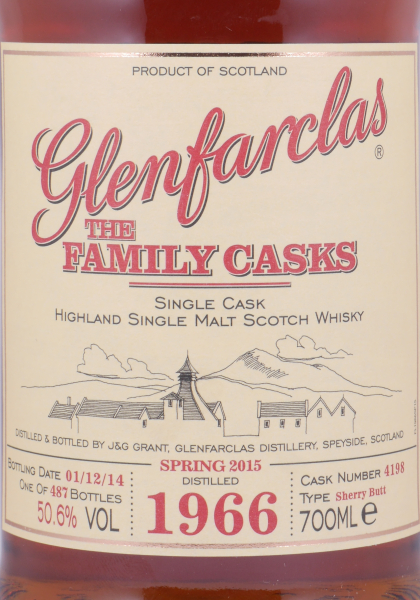 PRODUCT OF SCOTLAND
Glenfarclas®
THE
FAMILY CASKS
SINGLE CASK
HIGHLAND SINGLE MALT SCOTCH WHISKY
DISTILLED & BOTTLED BY J&G GRANT, GLENFARCLAS DISTILLERY, SPEYSIDE, SCOTLAND
BOTTLING DATE 01/12/14
ONE OF 487 BOTTLES
50.6% VOL
SPRING 2015
DISTILLED
1966
CASK NUMBER 4198
TYPE Sherry Butt
700ML e